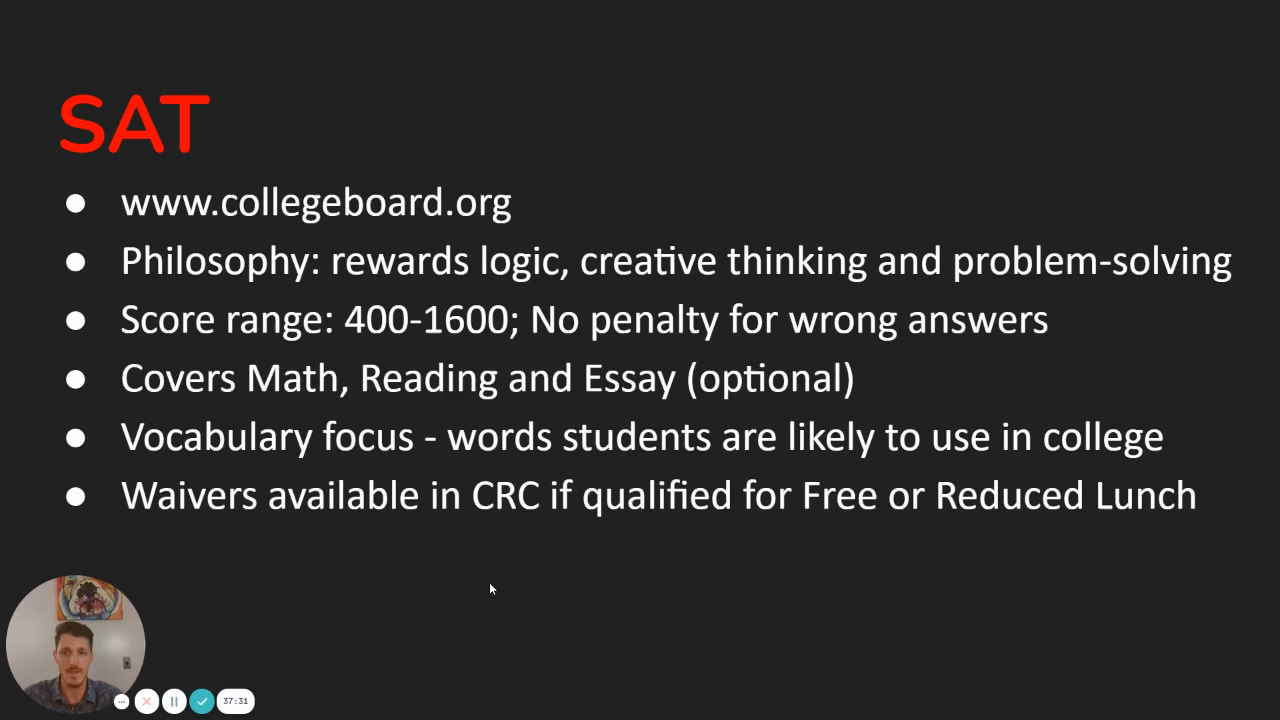 SAT
● www.collegeboard.org
● Philosophy: rewards logic, creative thinking and problem-solving
● Score range: 400-1600; No penalty for wrong answers
● Covers Math, Reading and Essay (optional)
● Vocabulary focus - words students are likely to use in college
● Waivers available in CRC if qualified for Free or Reduced Lunch
37:31